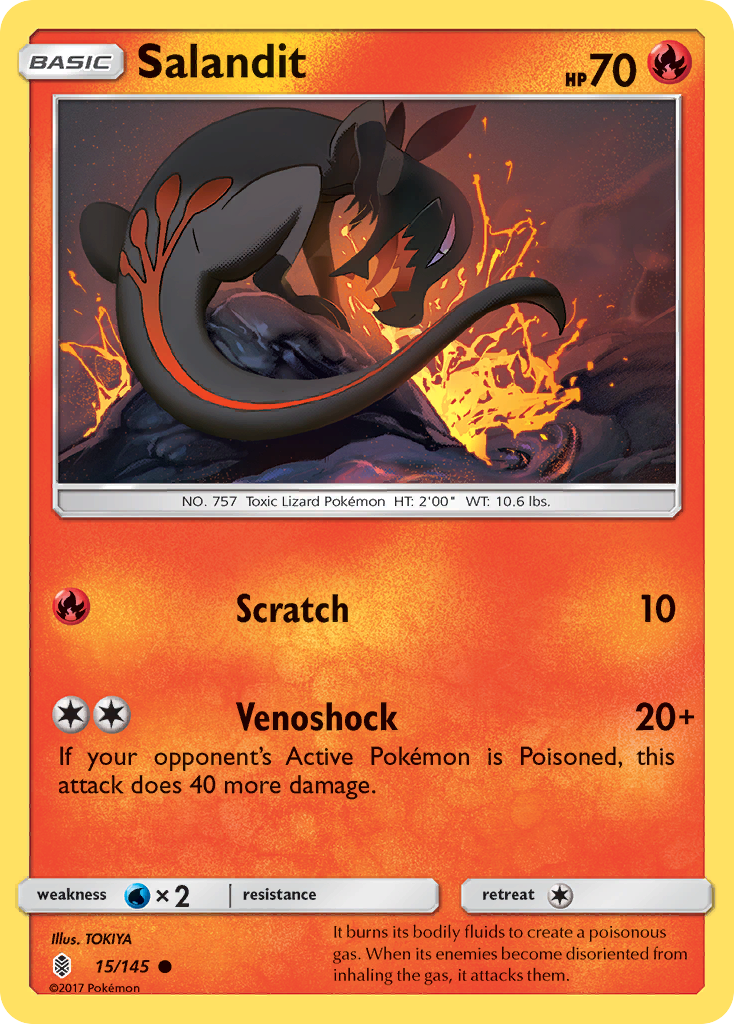 BASIC Salandit HP70
NO. 757 Toxic Lizard Pokémon HT: 2'00" WT: 10.6 lbs.
Scratch 10
Venoshock 20+
If your opponent's Active Pokémon is Poisoned, this
attack does 40 more damage.
weakness ×2 resistance retreat
Illus. TOKIYA
15/145
©2017 Pokémon
It burns its bodily fluids to create a poisonous
gas. When its enemies become disoriented from
inhaling the gas, it attacks them.